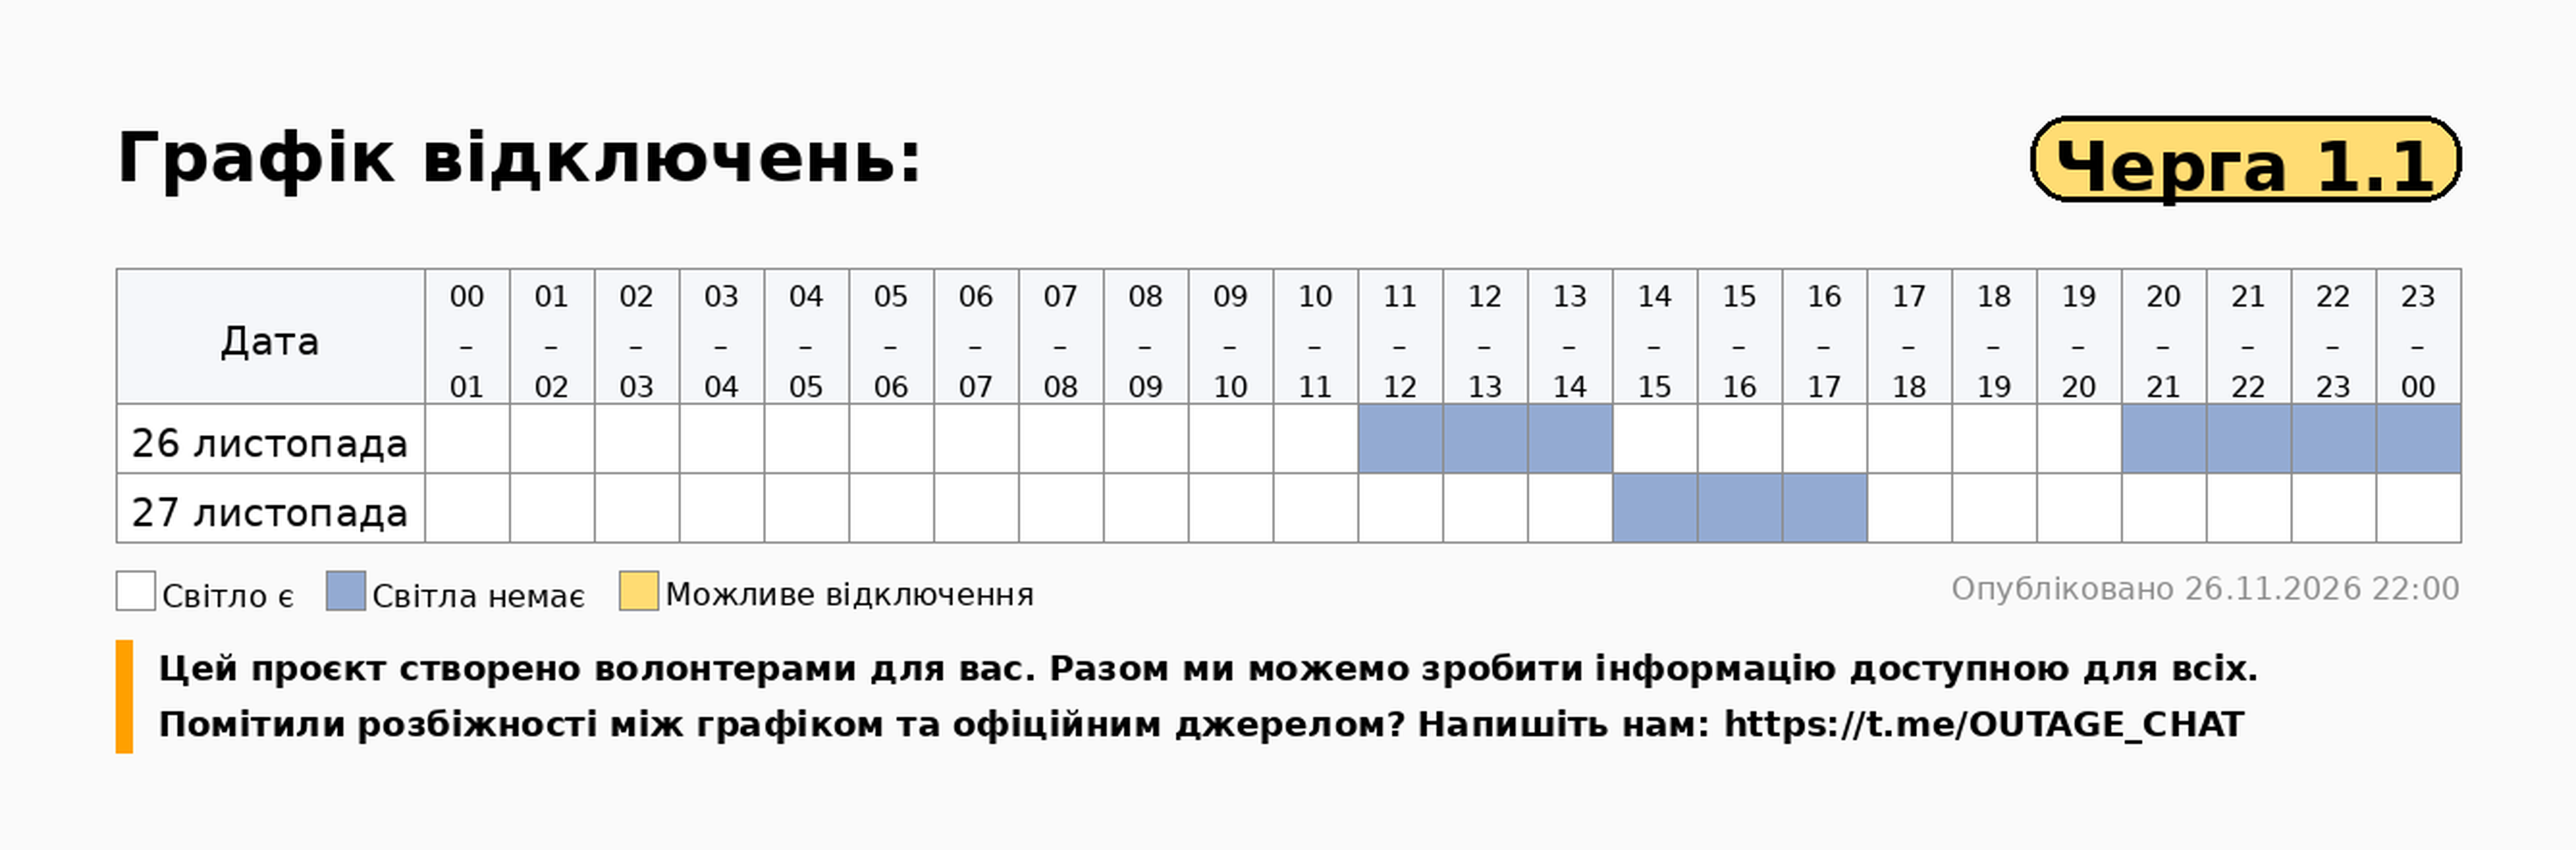 Графік відключень:
Черга 1.1
Дата
00 – 01
01 – 02
02 – 03
03 – 04
04 – 05
05 – 06
06 – 07
07 – 08
08 – 09
09 – 10
10 – 11
11 – 12
12 – 13
13 – 14
14 – 15
15 – 16
16 – 17
17 – 18
18 – 19
19 – 20
20 – 21
21 – 22
22 – 23
23 – 00
26 листопада
27 листопада
Світло є
Світла немає
Можливе відключення
Опубліковано 26.11.2026 22:00
Цей проєкт створено волонтерами для вас. Разом ми можемо зробити інформацію доступною для всіх.
Помітили розбіжності між графіком та офіційним джерелом? Напишіть нам: https://t.me/OUTAGE_CHAT